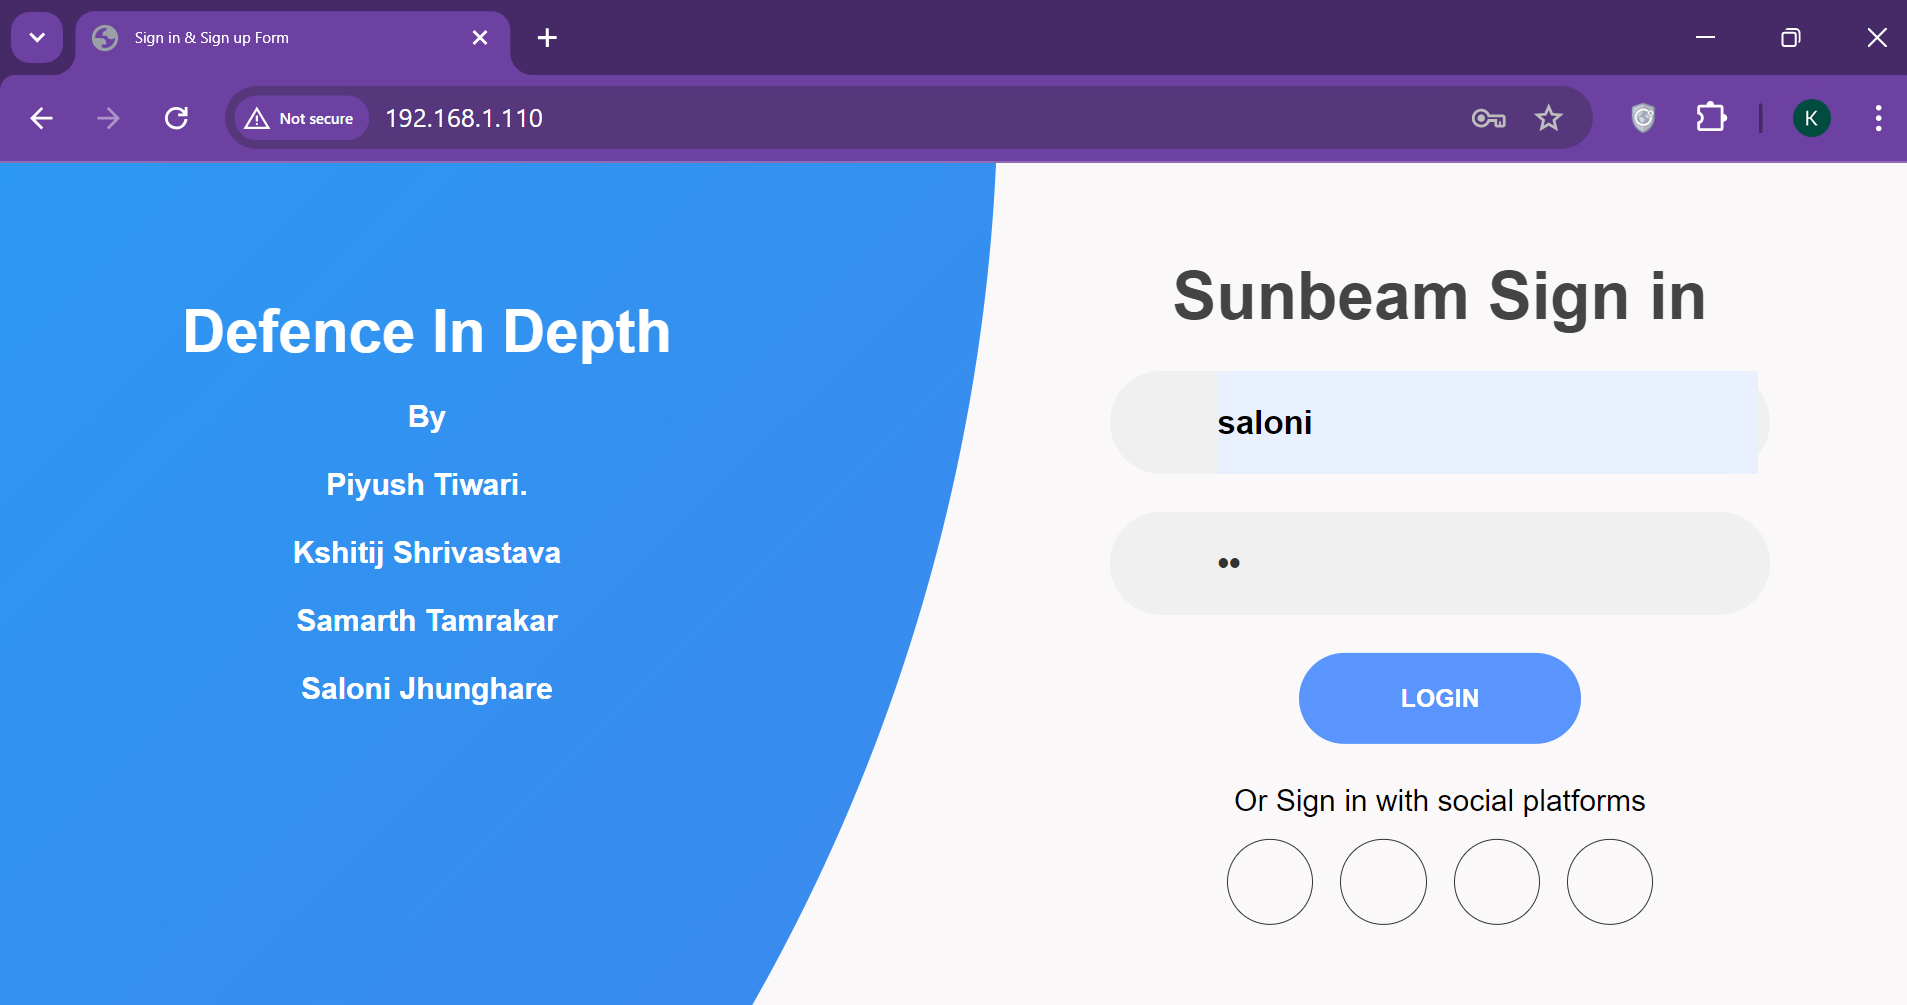 Sign in & Sign up Form
Not secure
192.168.1.110
K
Defence In Depth
By
Piyush Tiwari.
Kshitij Shrivastava
Samarth Tamrakar
Saloni Jhunghare
Sunbeam Sign in
saloni
••
LOGIN
Or Sign in with social platforms